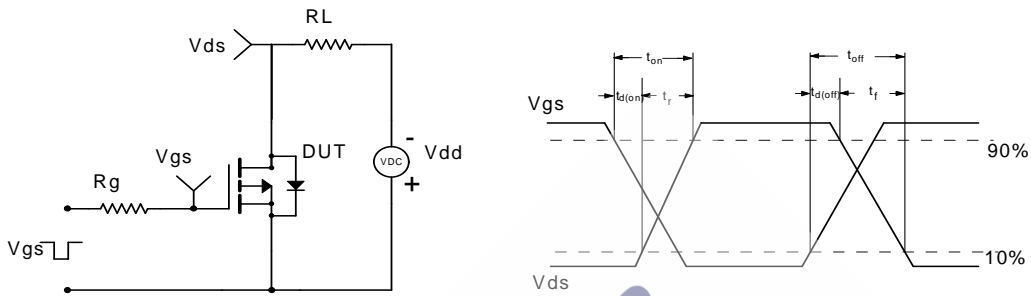 RL
Vds
Vgs
DUT
VDC
-
+
Vdd
Rg
Vgs
ton
toff
td(on)
tr
td(off)
tf
Vgs
90%
10%
Vds